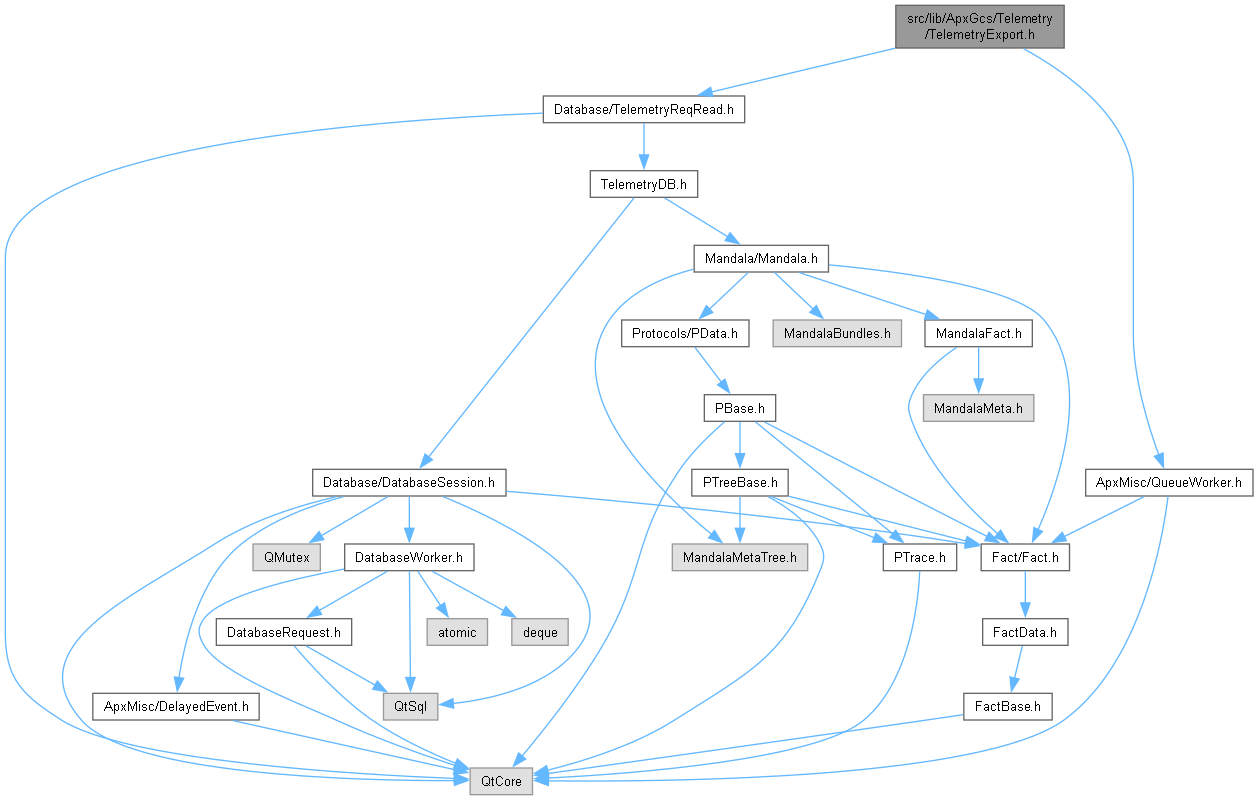 src/lib/ApxGcs/Telemetry
/TelemetryExport.h
Database/TelemetryReqRead.h
TelemetryDB.h
Mandala/Mandala.h
Protocols/PData.h
MandalaBundles.h
MandalaFact.h
PBase.h
MandalaMeta.h
Database/DatabaseSession.h
PTreeBase.h
ApxMisc/QueueWorker.h
QMutex
DatabaseWorker.h
MandalaMetaTree.h
PTrace.h
Fact/Fact.h
DatabaseRequest.h
atomic
deque
FactData.h
ApxMisc/DelayedEvent.h
QtSql
FactBase.h
QtCore